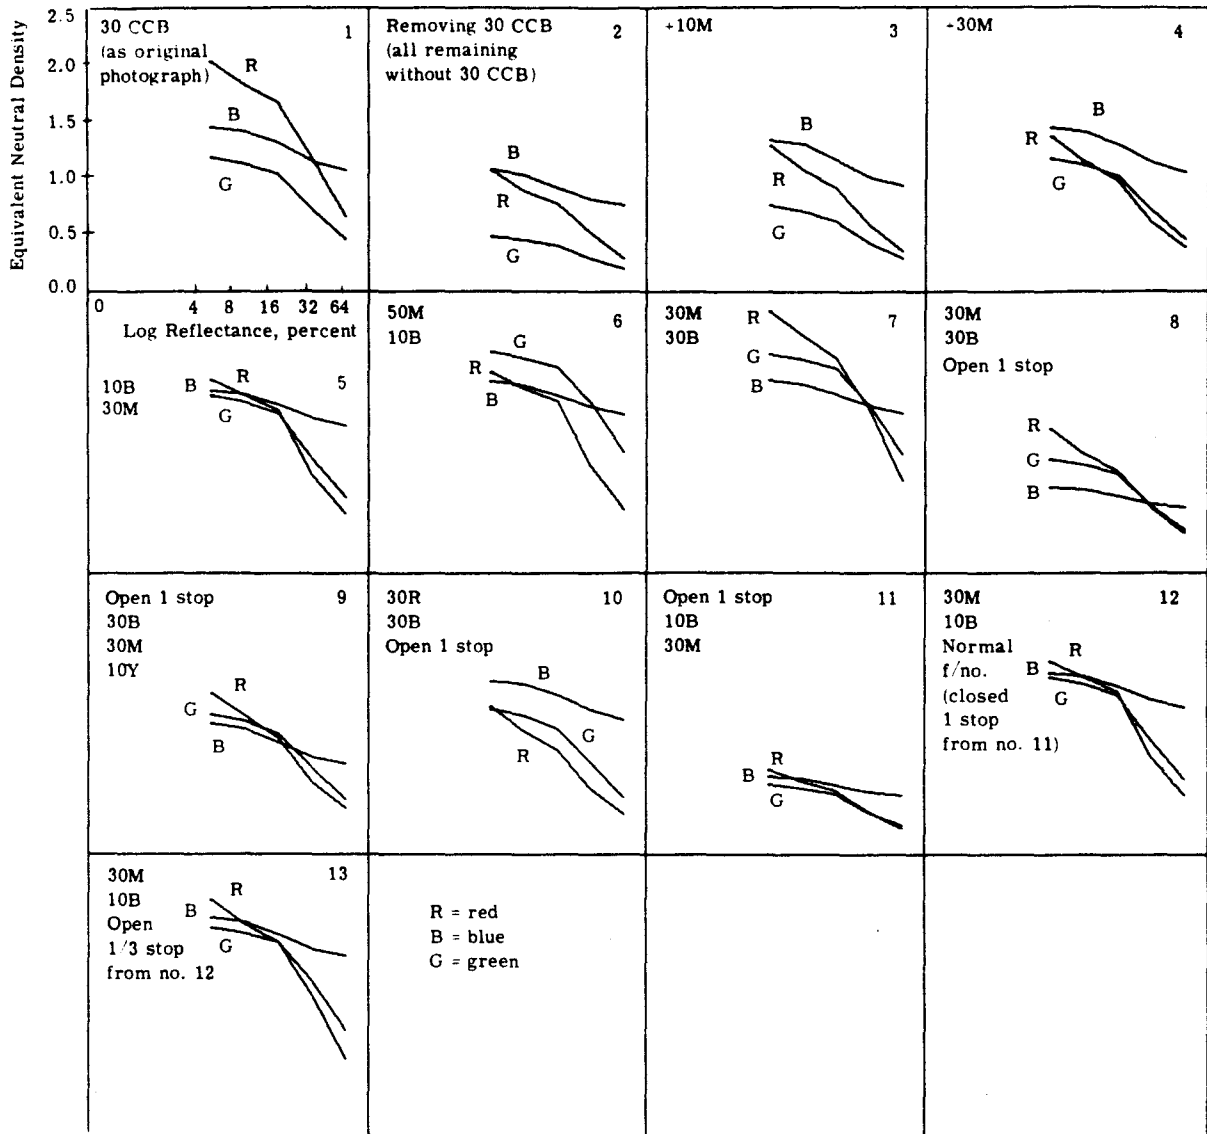 Equivalent Neutral Density
2.5
2.0
1.5
1.0
0.5
0.0
30 CCB
(as original
photograph)
1
R
B
G
0 4 8 16 32 64
Log Reflectance, percent
Removing 30 CCB
(all remaining
without 30 CCB)
2
B
R
G
+10M
3
B
R
G
+30M
4
B
R
G
10B
30M
5
B
R
G
50M
10B
6
G
R
B
30M
30B
7
R
G
B
30M
30B
Open 1 stop
8
R
G
B
Open 1 stop
30B
30M
10Y
9
R
G
B
30R
30B
Open 1 stop
10
B
G
R
Open 1 stop
10B
30M
11
R
B
G
30M
10B
Normal
f/no.
(closed
1 stop
from no. 11)
12
R
B
G
30M
10B
Open
1/3 stop
from no. 12
13
R
B
G
R = red
B = blue
G = green